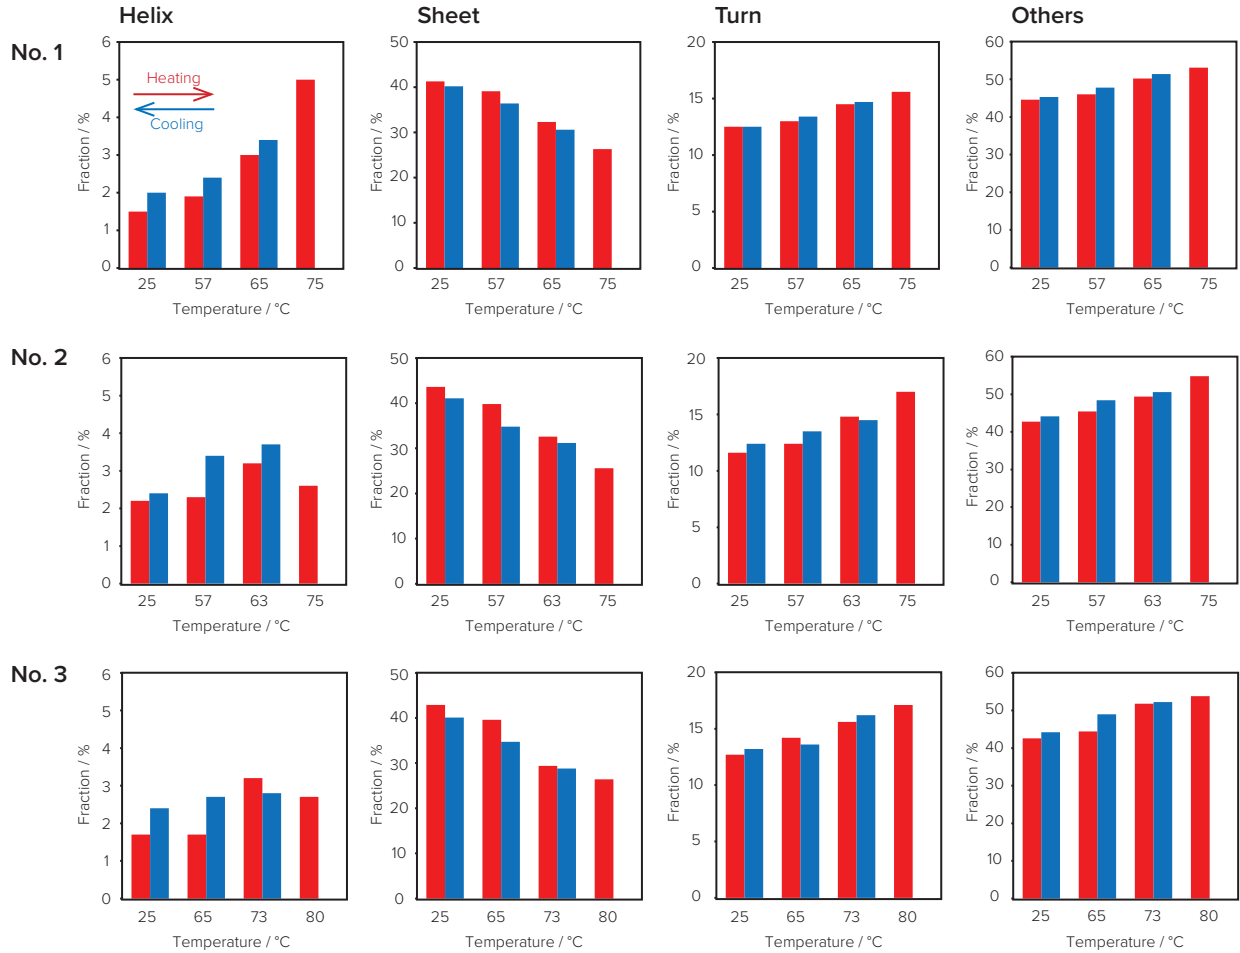 Helix Sheet Turn Others
No. 1
6 5 4 3 2 1 0
Fraction / %
Heating
Cooling
25 57 65 75
Temperature / °C
50 40 30 20 10 0
Fraction / %
25 57 65 75
Temperature / °C
20 15 10 5 0
Fraction / %
25 57 65 75
Temperature / °C
60 50 40 30 20 10 0
Fraction / %
25 57 65 75
Temperature / °C
No. 2
6 5 4 3 2 1 0
Fraction / %
25 57 63 75
Temperature / °C
50 40 30 20 10 0
Fraction / %
25 57 63 75
Temperature / °C
20 15 10 5 0
Fraction / %
25 57 63 75
Temperature / °C
60 50 40 30 20 10 0
Fraction / %
25 57 63 75
Temperature / °C
No. 3
6 5 4 3 2 1 0
Fraction / %
25 65 73 80
Temperature / °C
50 40 30 20 10 0
Fraction / %
25 65 73 80
Temperature / °C
20 15 10 5 0
Fraction / %
25 65 73 80
Temperature / °C
60 50 40 30 20 10 0
Fraction / %
25 65 73 80
Temperature / °C